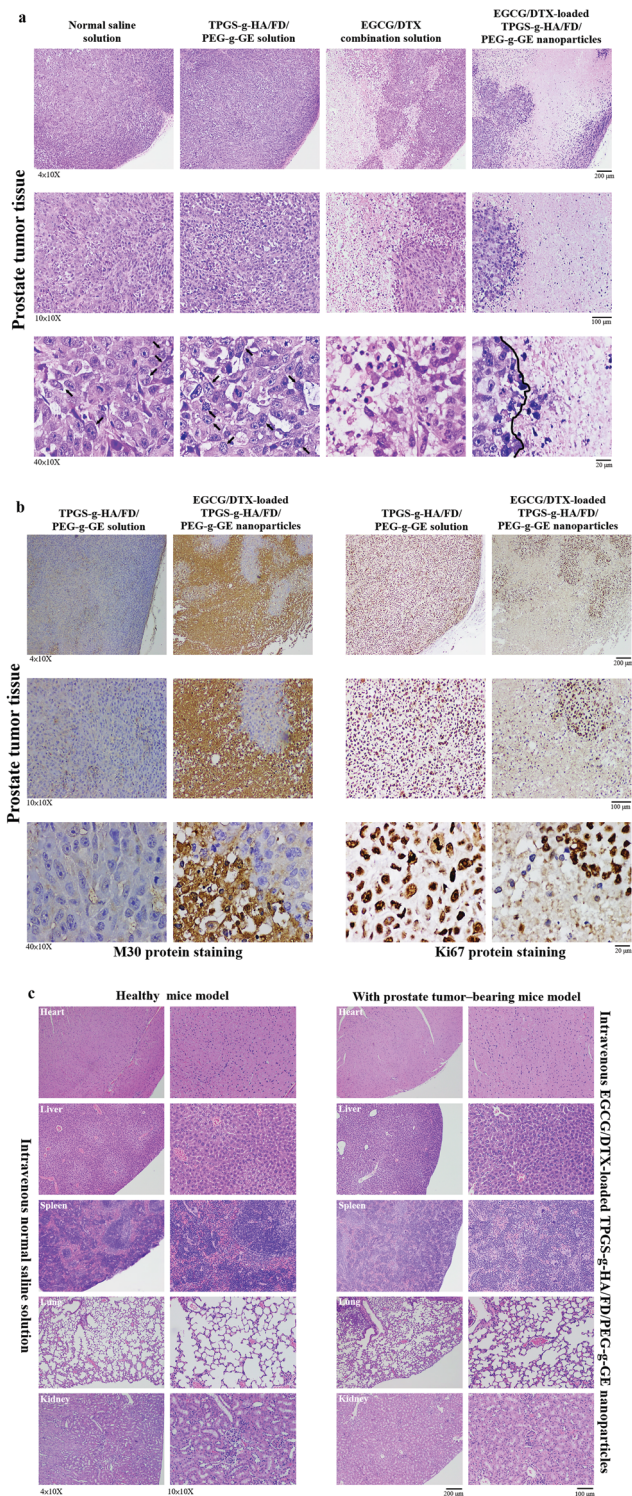 a
Normal saline
solution
TPGS-g-HA/FD/
PEG-g-GE solution
EGCG/DTX
combination solution
EGCG/DTX-loaded
TPGS-g-HA/FD/
PEG-g-GE nanoparticles
Prostate tumor tissue
4x10X
200 μm
10x10X
100 μm
40x10X
20 μm
b
TPGS-g-HA/FD/
PEG-g-GE solution
EGCG/DTX-loaded
TPGS-g-HA/FD/
PEG-g-GE nanoparticles
TPGS-g-HA/FD/
PEG-g-GE solution
EGCG/DTX-loaded
TPGS-g-HA/FD/
PEG-g-GE nanoparticles
Prostate tumor tissue
4x10X
200 μm
10x10X
100 μm
40x10X
20 μm
M30 protein staining
Ki67 protein staining
c
Healthy mice model
With prostate tumor–bearing mice model
Intravenous normal saline solution
Intravenous EGCG/DTX-loaded TPGS-g-HA/FD/PEG-g-GE nanoparticles
Heart
Heart
Liver
Liver
Spleen
Spleen
Lung
Lung
Kidney
Kidney
4x10X
10x10X
200 μm
100 μm